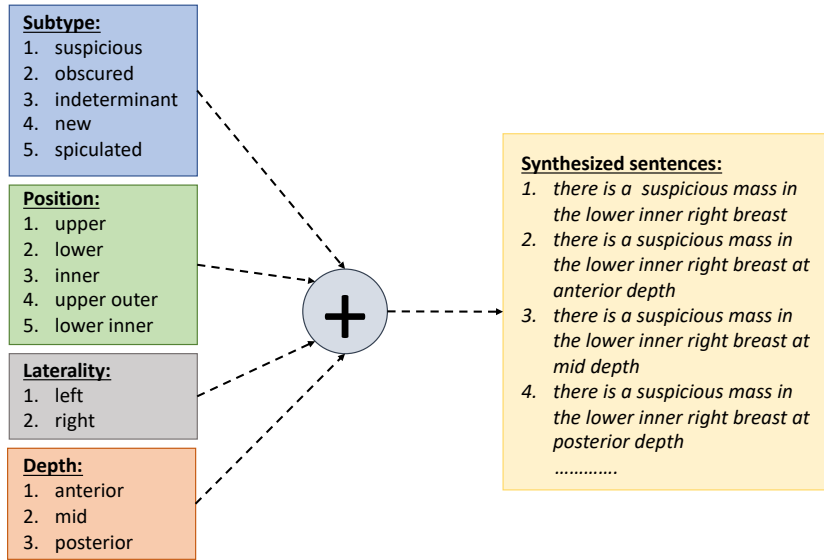 Subtype:
1. suspicious
2. obscured
3. indeterminant
4. new
5. spiculated
Position:
1. upper
2. lower
3. inner
4. upper outer
5. lower inner
Laterality:
1. left
2. right
Depth:
1. anterior
2. mid
3. posterior
+
Synthesized sentences:
1. there is a suspicious mass in
the lower inner right breast
2. there is a suspicious mass in
the lower inner right breast at
anterior depth
3. there is a suspicious mass in
the lower inner right breast at
mid depth
4. there is a suspicious mass in
the lower inner right breast at
posterior depth
.............